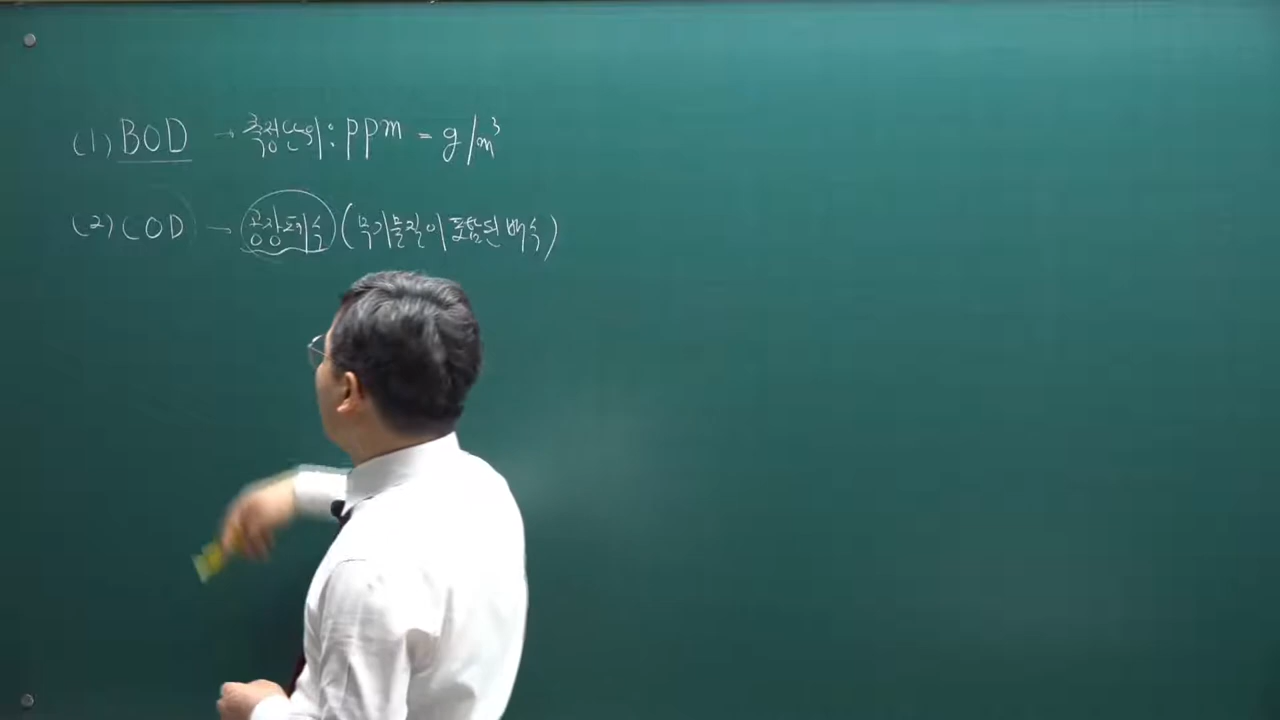 (1) BOD → 측정단위 : ppm = g/m³
(2) COD → 공장폐수 (무기물질이 포함된 배수)